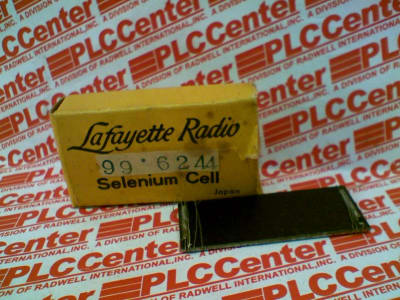 PLCCenter
A DIVISION OF RADWELL INTERNATIONAL, INC.
Lafayette Radio
99·6244
Selenium Cell
Japan